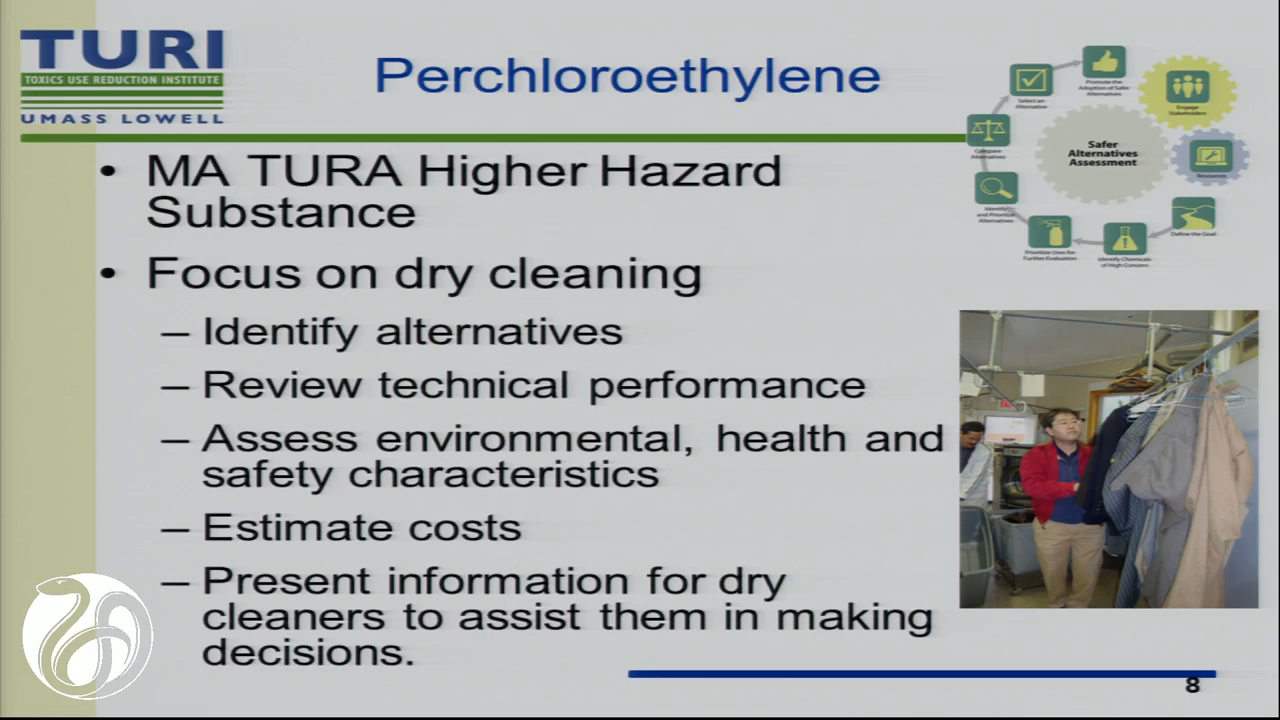 TURI
TOXICS USE REDUCTION INSTITUTE
UMASS LOWELL
Perchloroethylene
Promote the
Adoption of Safer
Alternatives
Select an
Alternative
Engage
Stakeholders
Compare
Alternatives
Safer
Alternatives
Assessment
Resources
Identify
and Prioritize
Alternatives
Define the Goal
Prioritize Uses for
Further Evaluation
Identify Chemicals
of High Concern
• MA TURA Higher Hazard
Substance
• Focus on dry cleaning
– Identify alternatives
– Review technical performance
– Assess environmental, health and
safety characteristics
– Estimate costs
– Present information for dry
cleaners to assist them in making
decisions.
8